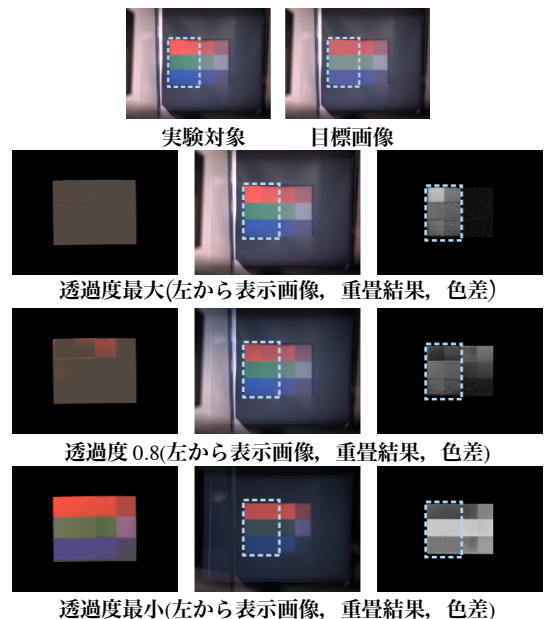 実験対象 目標画像
透過度最大(左から表示画像，重畳結果，色差)
透過度 0.8(左から表示画像，重畳結果，色差)
透過度最小(左から表示画像，重畳結果，色差)